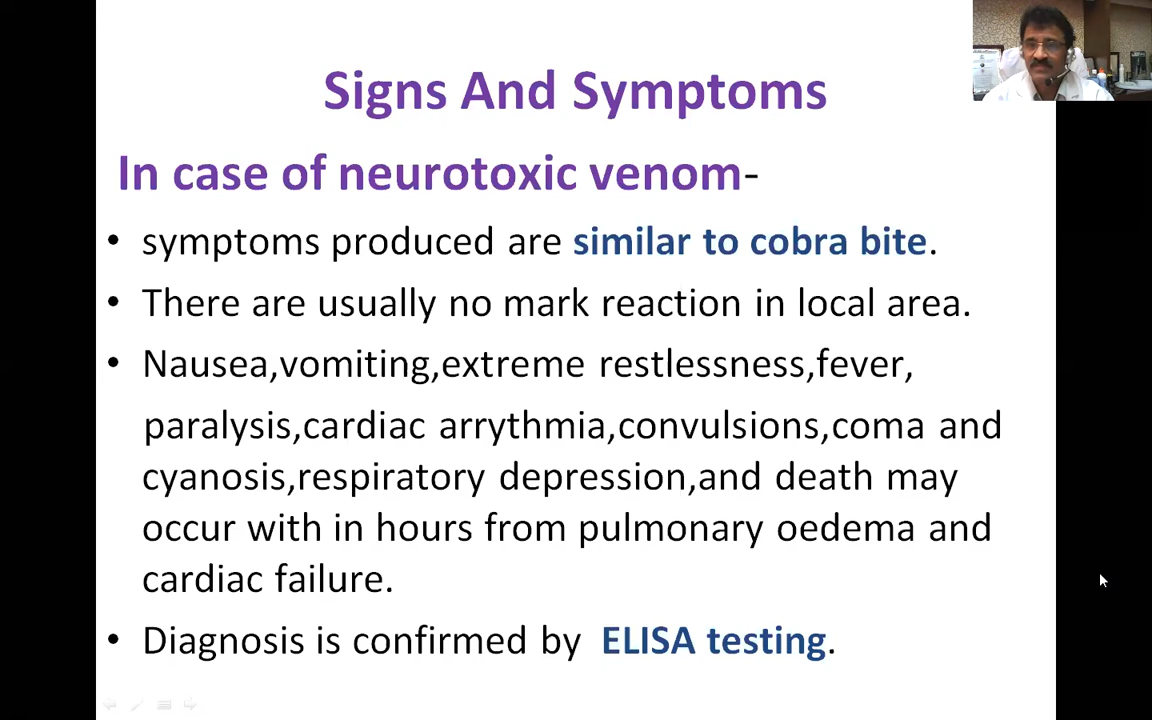 Signs And Symptoms
In case of neurotoxic venom-
• symptoms produced are similar to cobra bite.
• There are usually no mark reaction in local area.
• Nausea,vomiting,extreme restlessness,fever,
paralysis,cardiac arrythmia,convulsions,coma and
cyanosis,respiratory depression,and death may
occur with in hours from pulmonary oedema and
cardiac failure.
• Diagnosis is confirmed by ELISA testing.